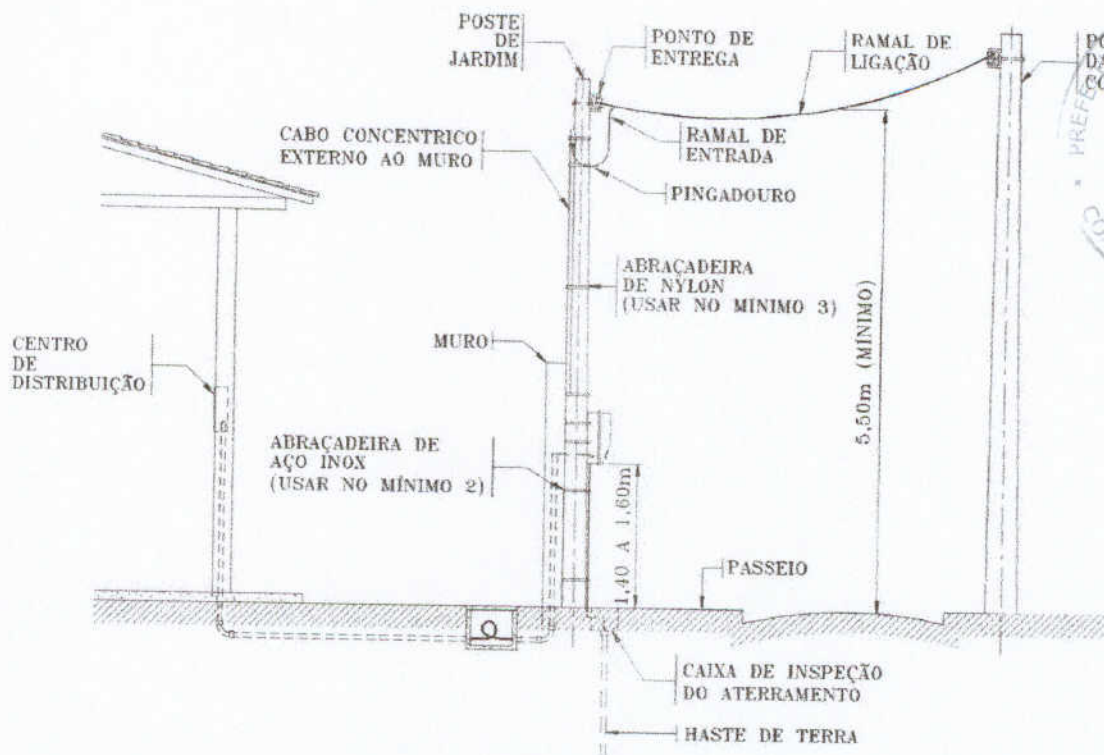 POSTE
DE
JARDIM
PONTO DE
ENTREGA
RAMAL DE
LIGAÇÃO
CABO CONCENTRICO
EXTERNO AO MURO
RAMAL DE
ENTRADA
PINGADOURO
ABRAÇADEIRA
DE NYLON
(USAR NO MINIMO 3)
5,50m (MÍNIMO)
CENTRO
DE
DISTRIBUIÇÃO
MURO
ABRAÇADEIRA DE
AÇO INOX
(USAR NO MÍNIMO 2)
1,40 A 1,60m
PASSEIO
CAIXA DE INSPEÇÃO
DO ATERRAMENTO
HASTE DE TERRA